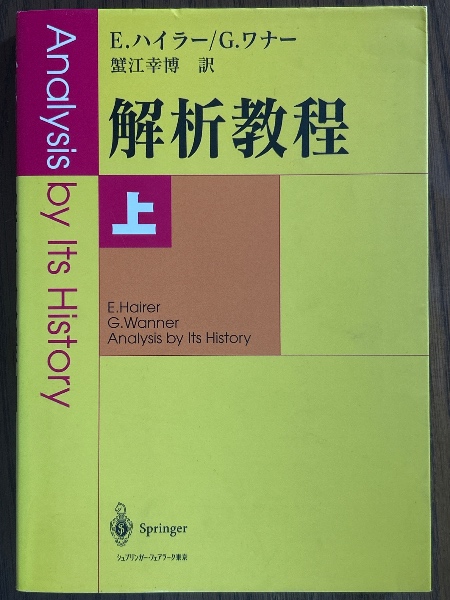 E.ハイラー/G.ワナー
蟹江幸博 訳
解析教程
上
Analysis by Its History
E.Hairer
G.Wanner
Analysis by Its History
Springer
シュプリンガー・フェアラーク東京